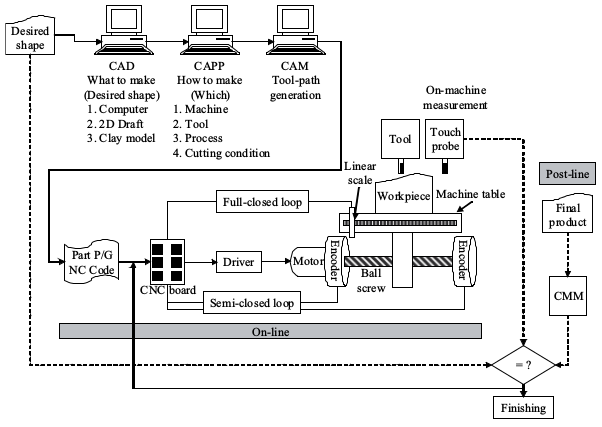 Desired
shape
CAD
What to make
(Desired shape)
1. Computer
2. 2D Draft
3. Clay model
CAPP
How to make
(Which)
1. Machine
2. Tool
3. Process
4. Cutting condition
CAM
Tool-path
generation
On-machine
measurement
Tool
Touch
probe
Linear
scale
Workpiece
Machine table
Post-line
Final
product
Full-closed loop
Part P/G
NC Code
CNC board
Driver
Motor
Encoder
Ball
screw
Encoder
CMM
Semi-closed loop
On-line
= ?
Finishing